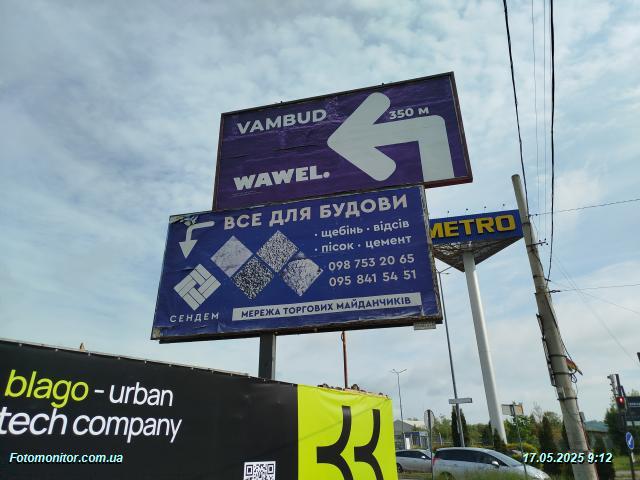 VAMBUD
350 м
WAWEL.
ВСЕ ДЛЯ БУДОВИ
· щебінь · відсів
· пісок · цемент
098 753 20 65
095 841 54 51
СЕНДЕМ
МЕРЕЖА ТОРГОВИХ МАЙДАНЧИКІВ
METRO
blago - urban
tech company
Fotomonitor.com.ua
17.05.2025 9:12